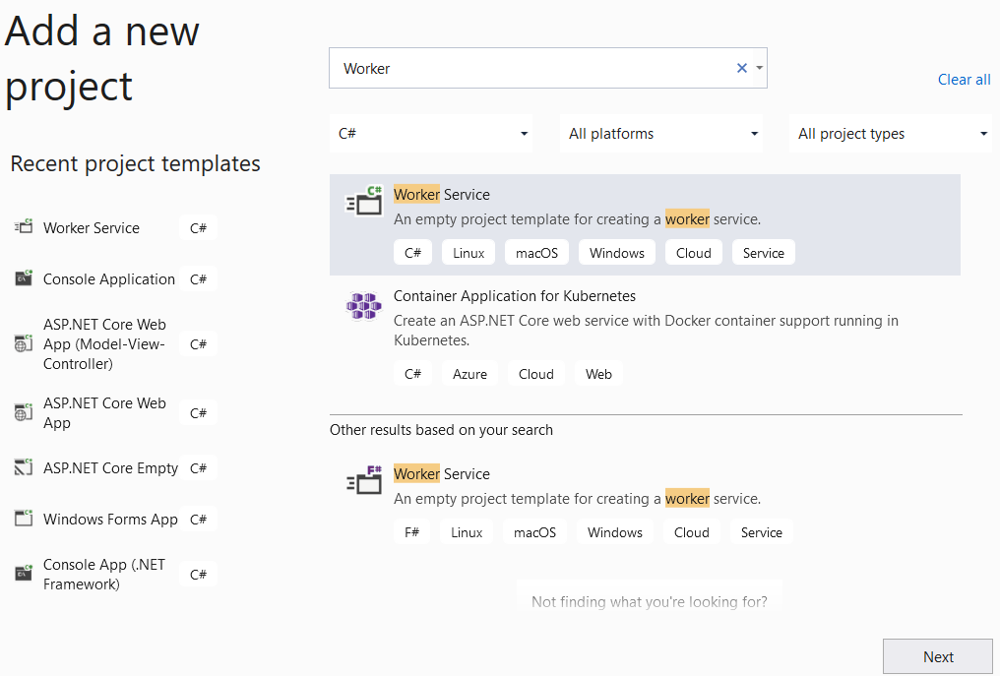 Add a new
project
Worker
Clear all
C#
All platforms
All project types
Recent project templates
Worker Service
C#
Console Application
C#
ASP.NET Core Web
App (Model-View-
Controller)
C#
ASP.NET Core Web
App
C#
ASP.NET Core Empty
C#
Windows Forms App
C#
Console App (.NET
Framework)
C#
C#
Worker Service
An empty project template for creating a worker service.
C# Linux macOS Windows Cloud Service
Container Application for Kubernetes
Create an ASP.NET Core web service with Docker container support running in
Kubernetes.
C# Azure Cloud Web
Other results based on your search
F#
Worker Service
An empty project template for creating a worker service.
F# Linux macOS Windows Cloud Service
Not finding what you're looking for?
Next